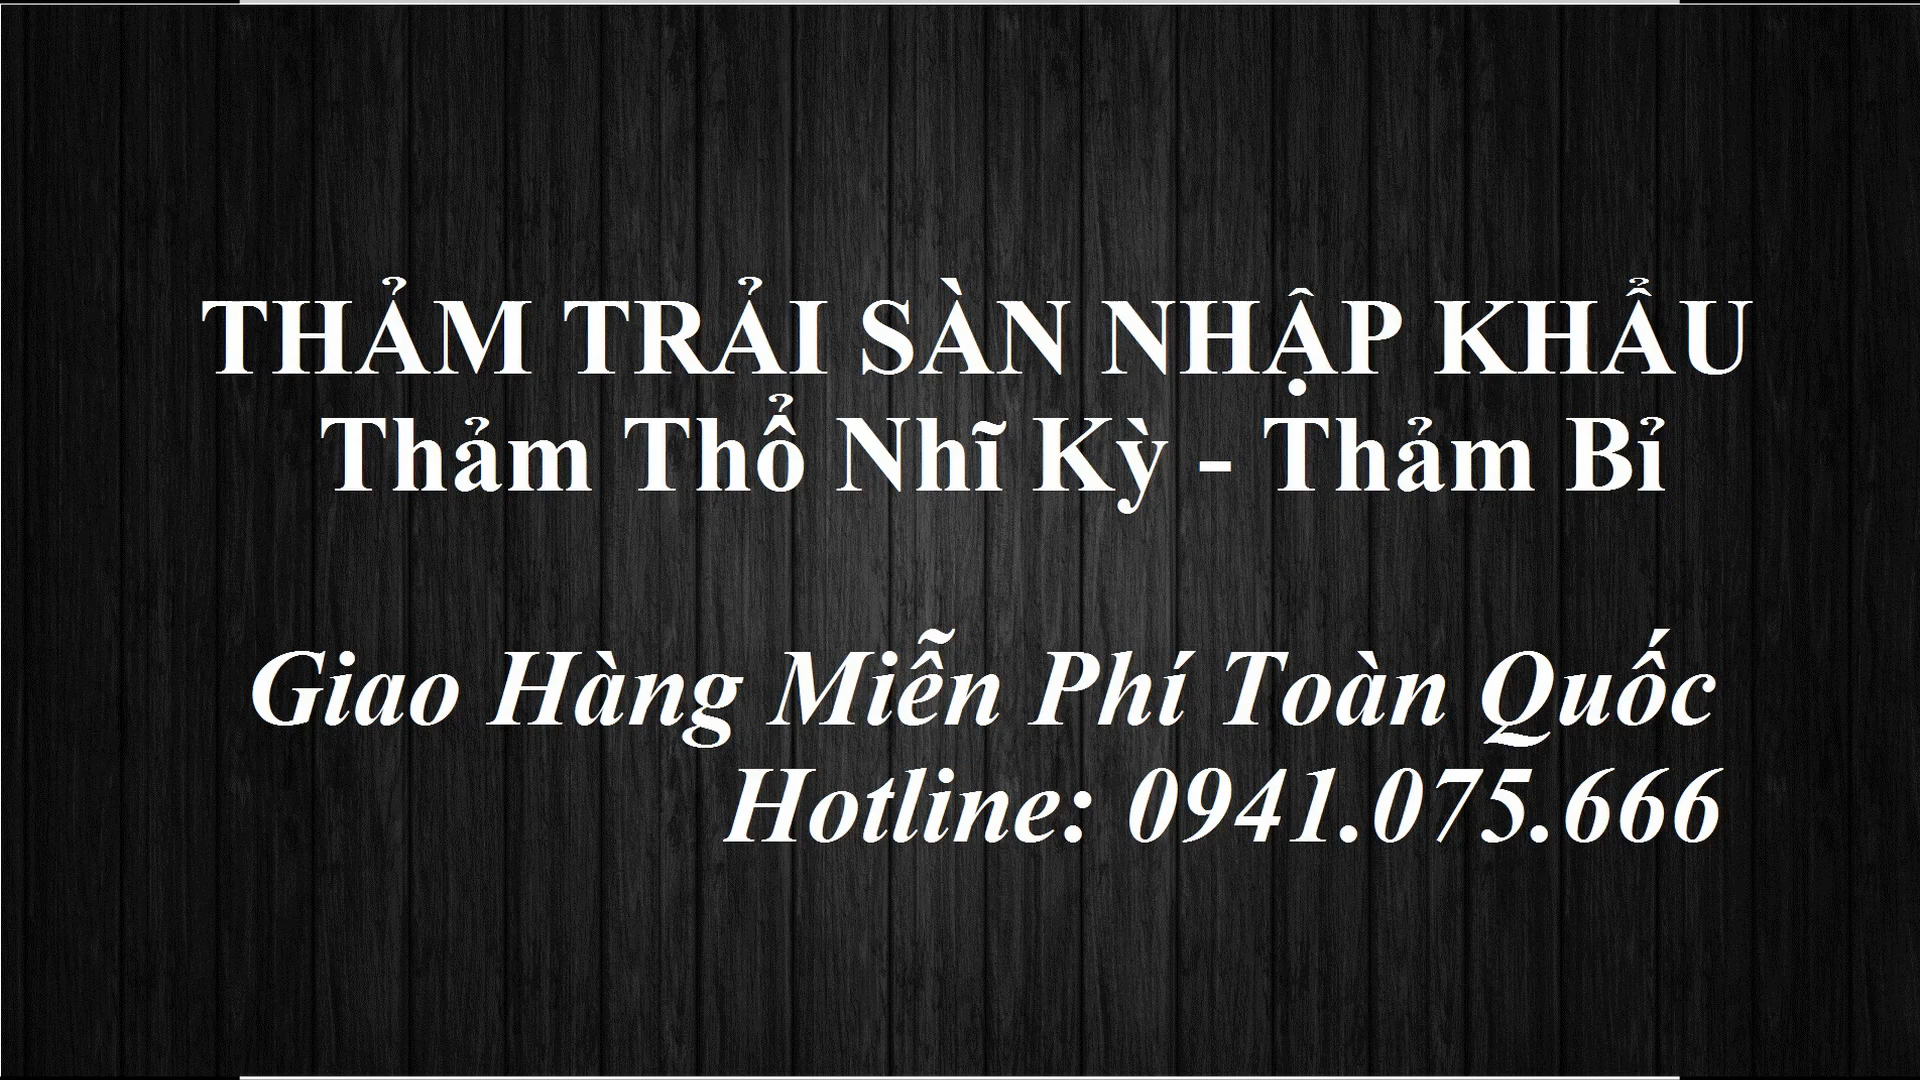 THẢM TRẢI SÀN NHẬP KHẨU
Thảm Thổ Nhĩ Kỳ - Thảm Bỉ
Giao Hàng Miễn Phí Toàn Quốc
Hotline: 0941.075.666